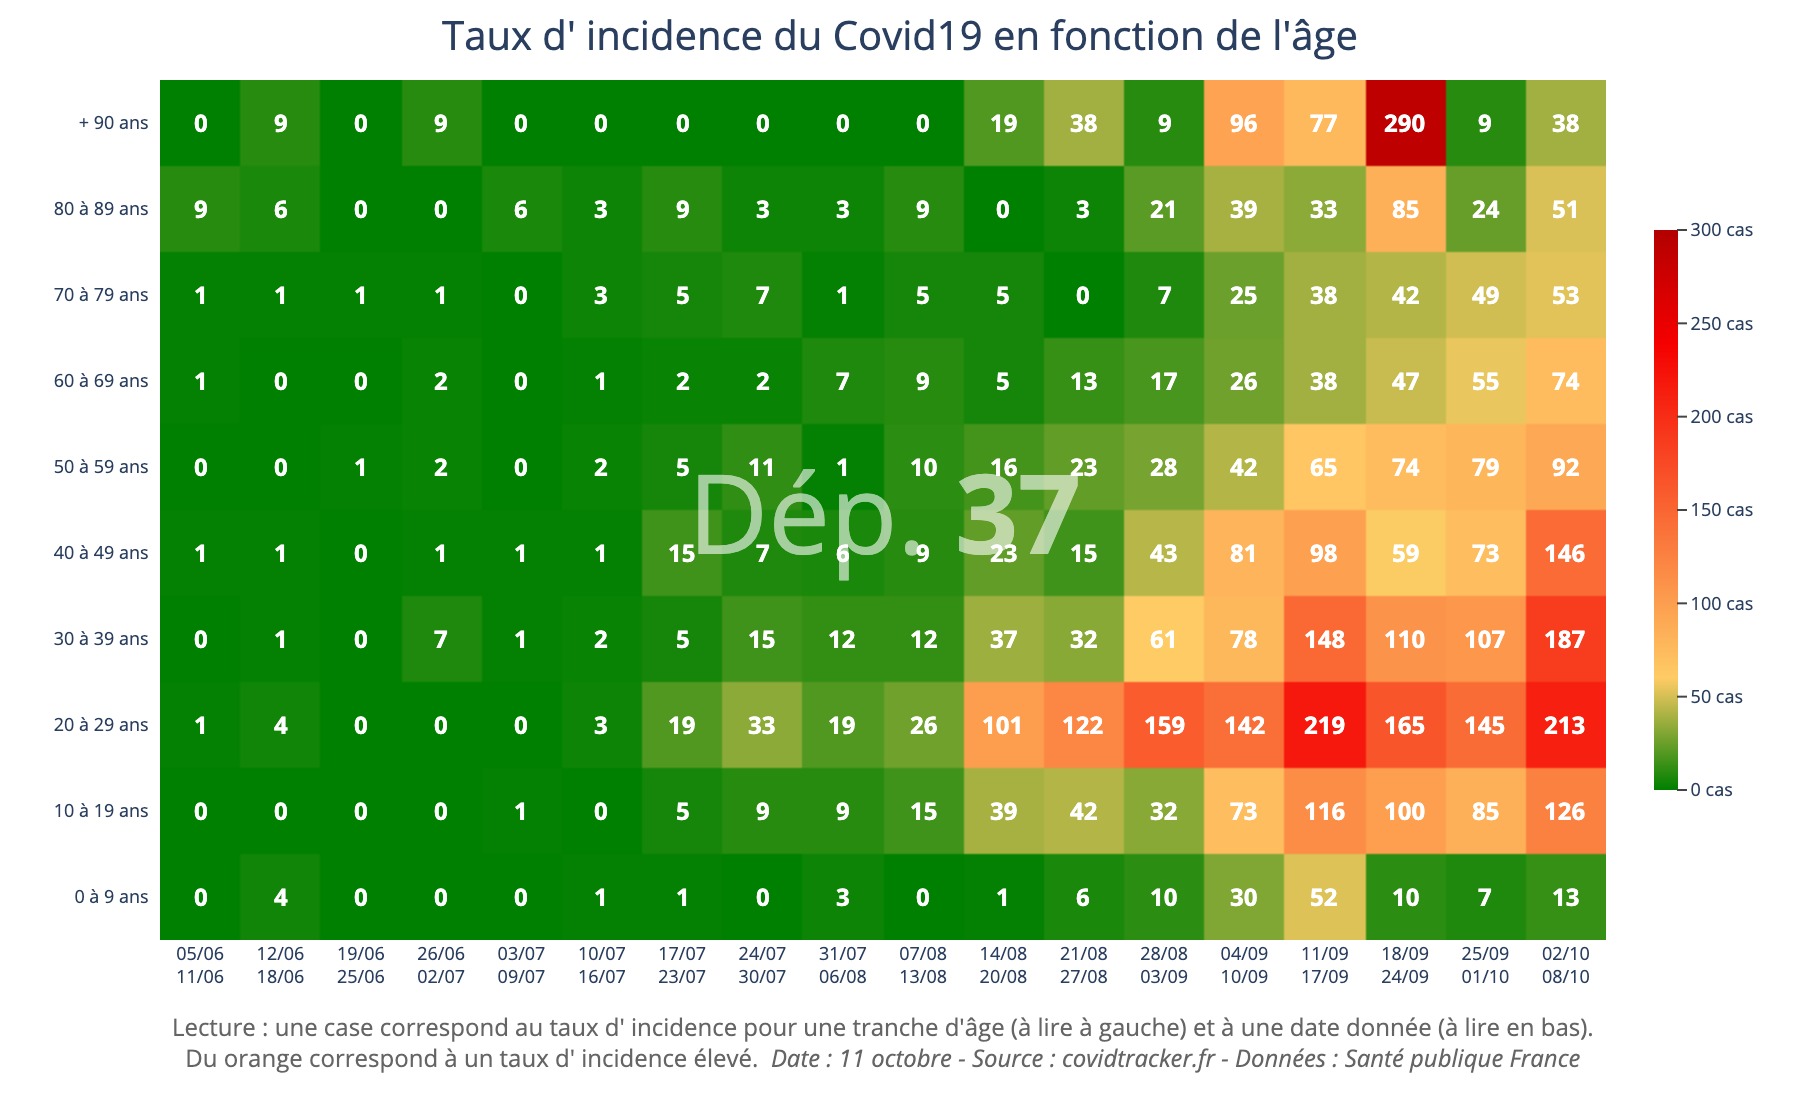 Taux d' incidence du Covid19 en fonction de l'âge
+ 90 ans 0 9 0 9 0 0 0 0 0 0 19 38 9 96 77 290 9 38
80 à 89 ans 9 6 0 0 6 3 9 3 3 9 0 3 21 39 33 85 24 51
70 à 79 ans 1 1 1 1 0 3 5 7 1 5 5 0 7 25 38 42 49 53
60 à 69 ans 1 0 0 2 0 1 2 2 7 9 5 13 17 26 38 47 55 74
50 à 59 ans 0 0 1 2 0 2 5 11 1 10 16 23 28 42 65 74 79 92
Dép. 37
40 à 49 ans 1 1 0 1 1 1 15 7 6 9 23 15 43 81 98 59 73 146
30 à 39 ans 0 1 0 7 1 2 5 15 12 12 37 32 61 78 148 110 107 187
20 à 29 ans 1 4 0 0 0 3 19 33 19 26 101 122 159 142 219 165 145 213
10 à 19 ans 0 0 0 0 1 0 5 9 9 15 39 42 32 73 116 100 85 126
0 à 9 ans 0 4 0 0 0 1 1 0 3 0 1 6 10 30 52 10 7 13
05/06 12/06 19/06 26/06 03/07 10/07 17/07 24/07 31/07 07/08 14/08 21/08 28/08 04/09 11/09 18/09 25/09 02/10
11/06 18/06 25/06 02/07 09/07 16/07 23/07 30/07 06/08 13/08 20/08 27/08 03/09 10/09 17/09 24/09 01/10 08/10
300 cas
250 cas
200 cas
150 cas
100 cas
50 cas
0 cas
Lecture : une case correspond au taux d' incidence pour une tranche d'âge (à lire à gauche) et à une date donnée (à lire en bas).
Du orange correspond à un taux d' incidence élevé. Date : 11 octobre - Source : covidtracker.fr - Données : Santé publique France